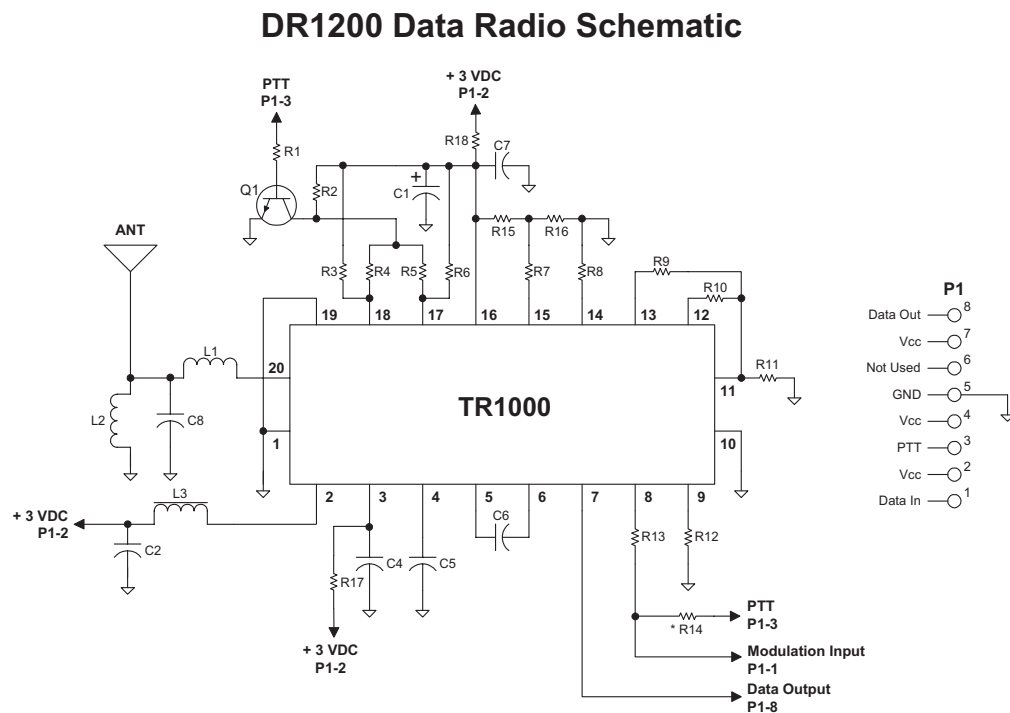 DR1200 Data Radio Schematic
+ 3 VDC
P1-2
PTT
P1-3
R18
C7
R1
Q1
R2
+
C1
R15
R16
ANT
R3
R4
R5
R6
R7
R8
R9
R10
P1
Data Out
8
Vcc
7
Not Used
6
GND
5
Vcc
4
PTT
3
Vcc
2
Data In
1
19
18
17
16
15
14
13
12
L1
20
R11
11
TR1000
L2
C8
1
10
L3
2
3
4
5
6
7
8
9
+ 3 VDC
P1-2
C2
C6
R13
R12
C4
C5
R17
PTT
P1-3
* R14
+ 3 VDC
P1-2
Modulation Input
P1-1
Data Output
P1-8